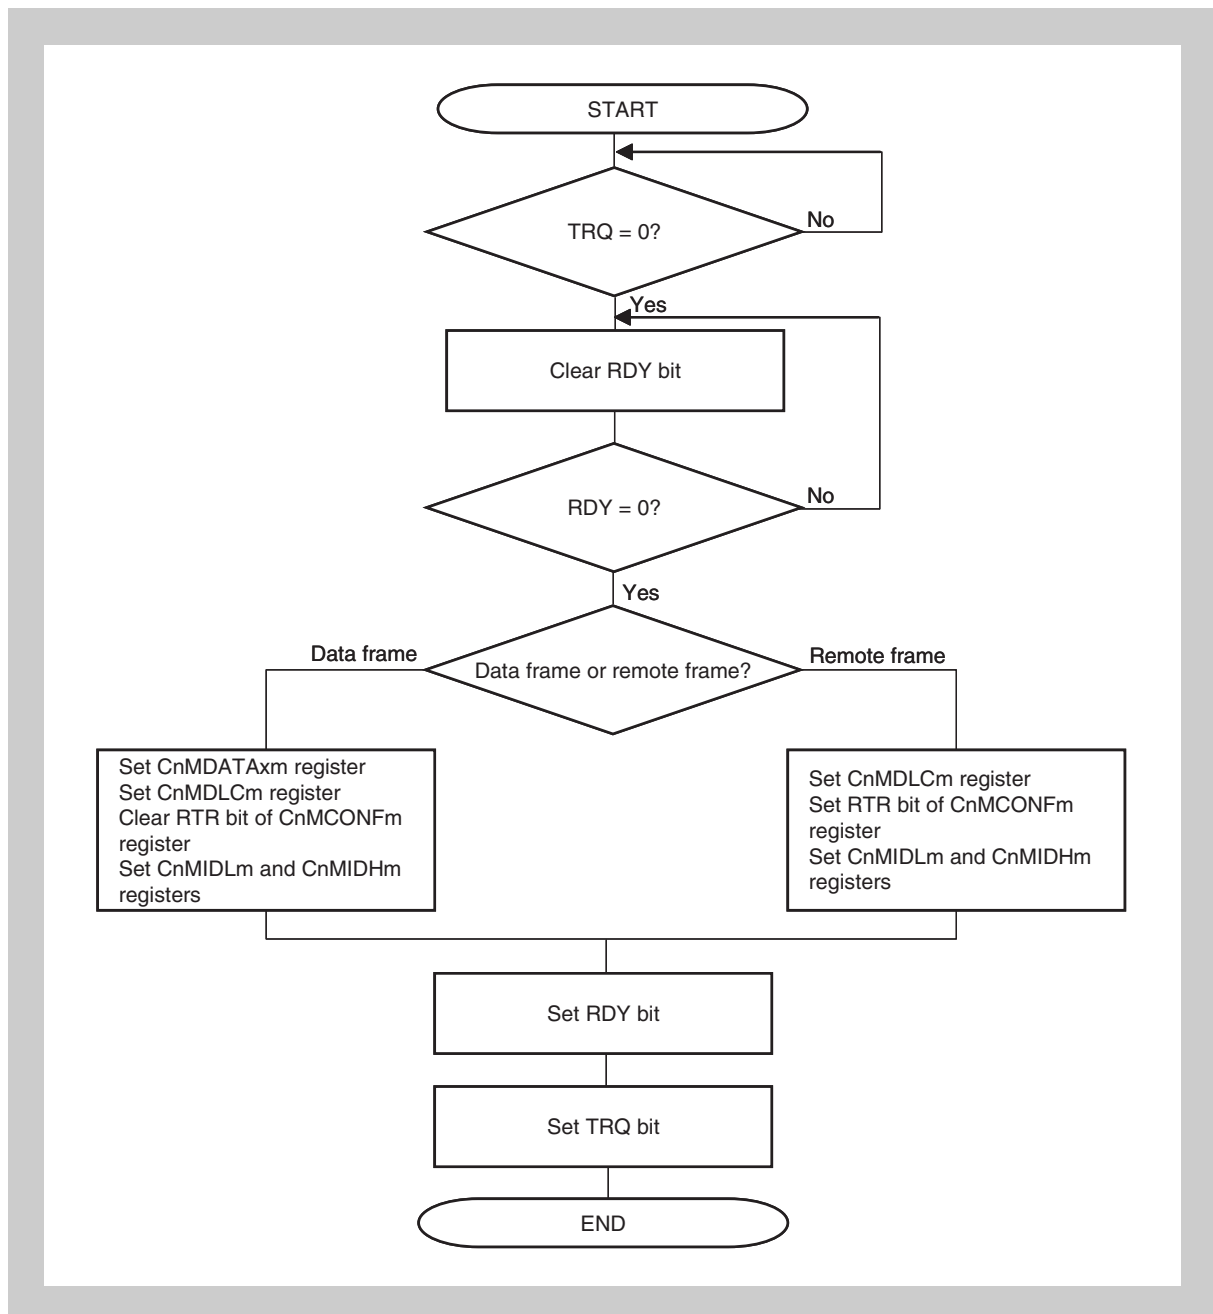 START
TRQ = 0?
No
Yes
Clear RDY bit
RDY = 0?
No
Yes
Data frame
Data frame or remote frame?
Remote frame
Set CnMDATAxm register
Set CnMDLCm register
Clear RTR bit of CnMCONFm
register
Set CnMIDLm and CnMIDHm
registers
Set CnMDLCm register
Set RTR bit of CnMCONFm
register
Set CnMIDLm and CnMIDHm
registers
Set RDY bit
Set TRQ bit
END